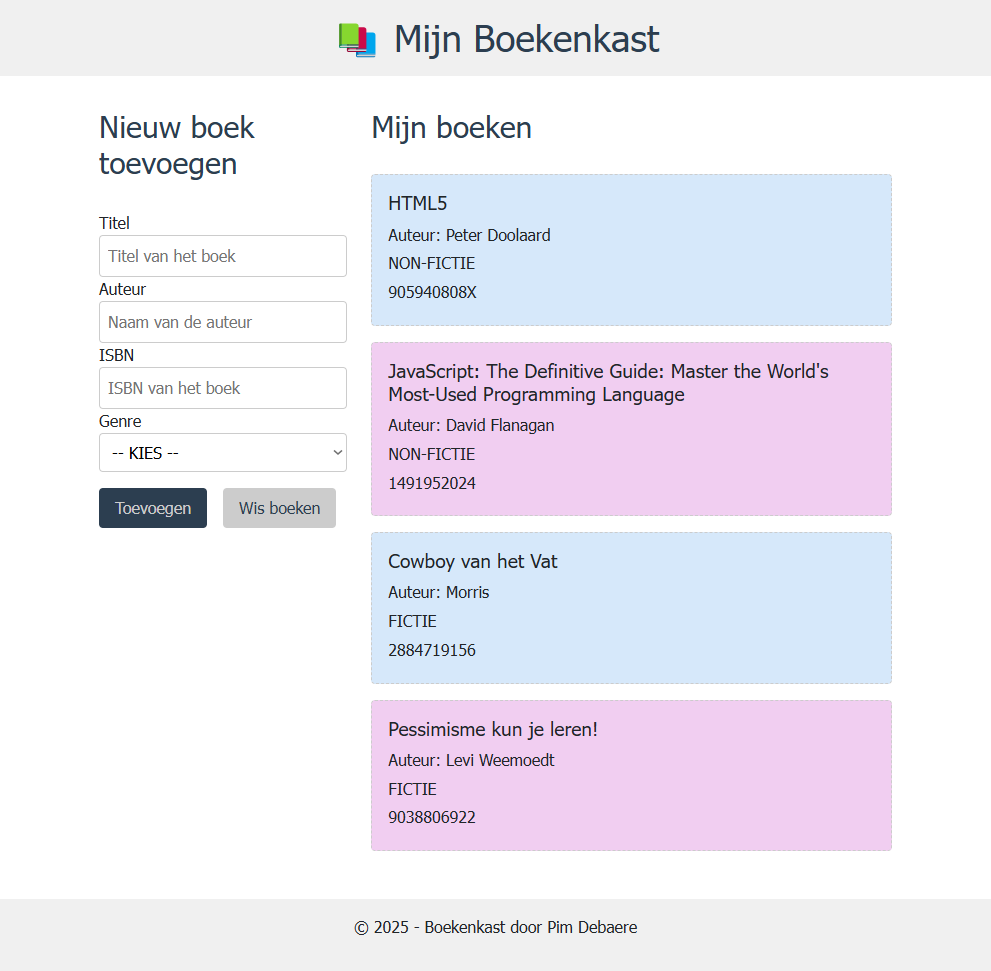 Mijn Boekenkast
Nieuw boek
toevoegen
Titel
Titel van het boek
Auteur
Naam van de auteur
ISBN
ISBN van het boek
Genre
-- KIES --
Toevoegen
Wis boeken
Mijn boeken
HTML5
Auteur: Peter Doolaard
NON-FICTIE
905940808X
JavaScript: The Definitive Guide: Master the World's
Most-Used Programming Language
Auteur: David Flanagan
NON-FICTIE
1491952024
Cowboy van het Vat
Auteur: Morris
FICTIE
2884719156
Pessimisme kun je leren!
Auteur: Levi Weemoedt
FICTIE
9038806922
© 2025 - Boekenkast door Pim Debaere